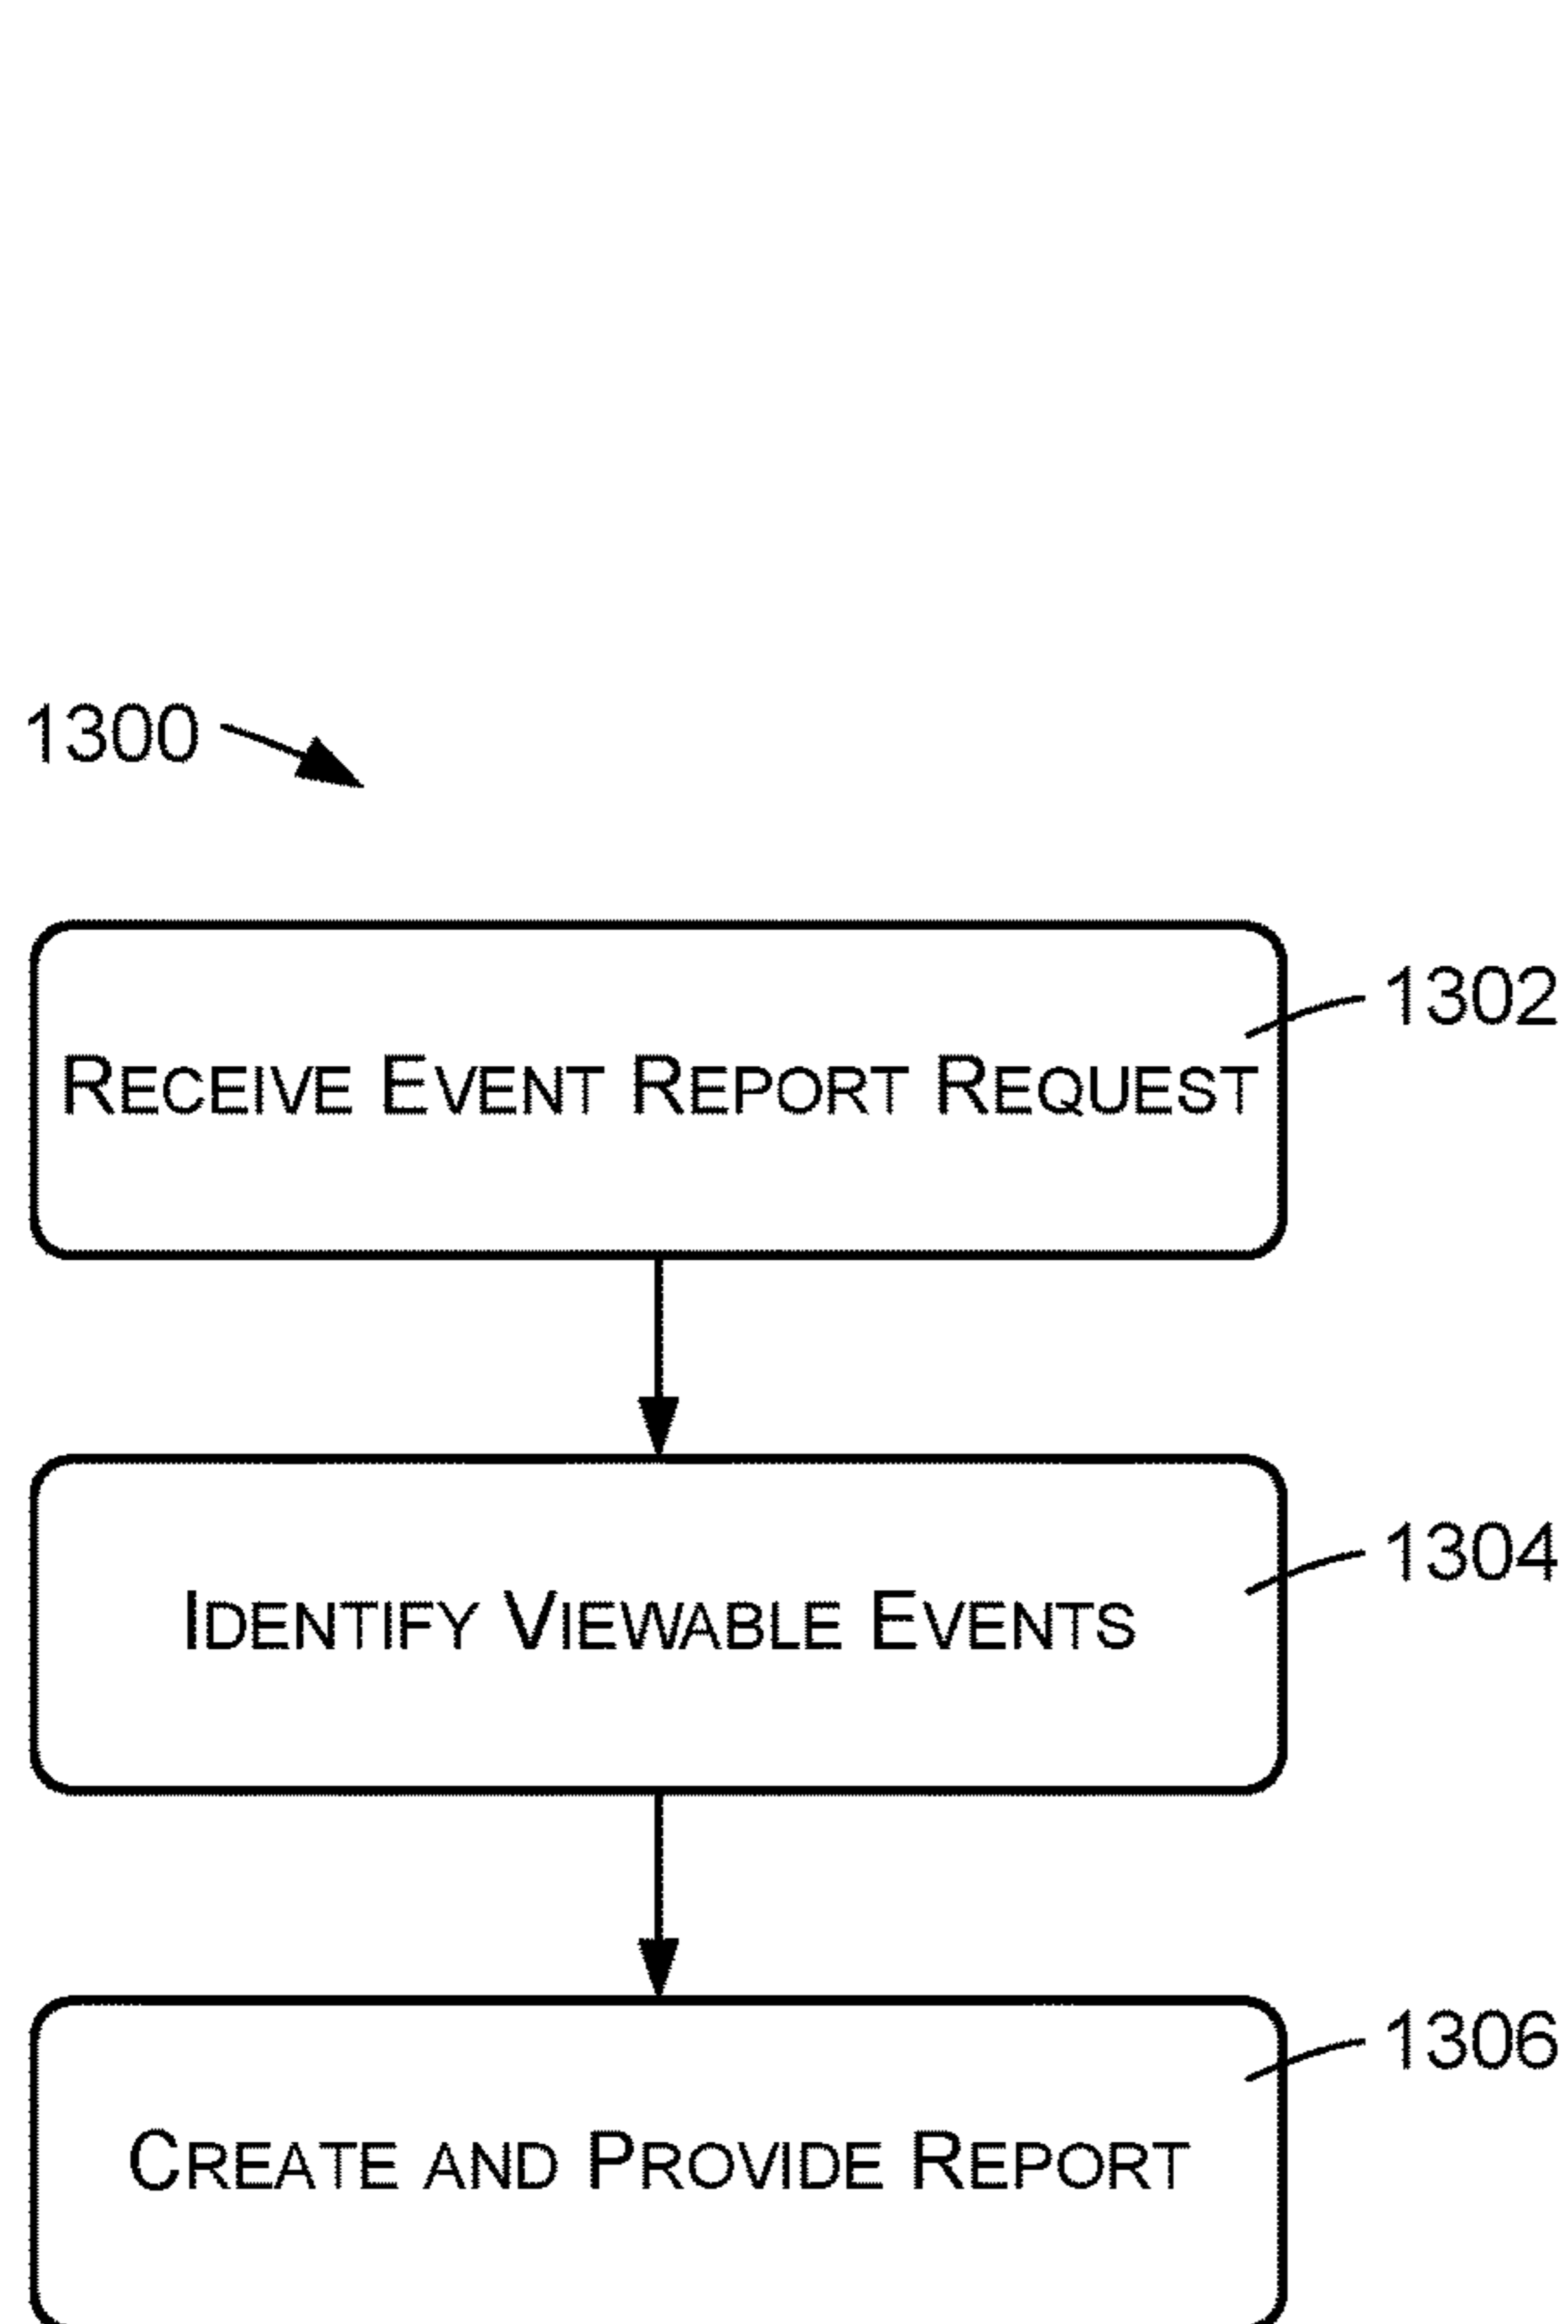 1300
RECEIVE EVENT REPORT REQUEST
1302
IDENTIFY VIEWABLE EVENTS
1304
CREATE AND PROVIDE REPORT
1306